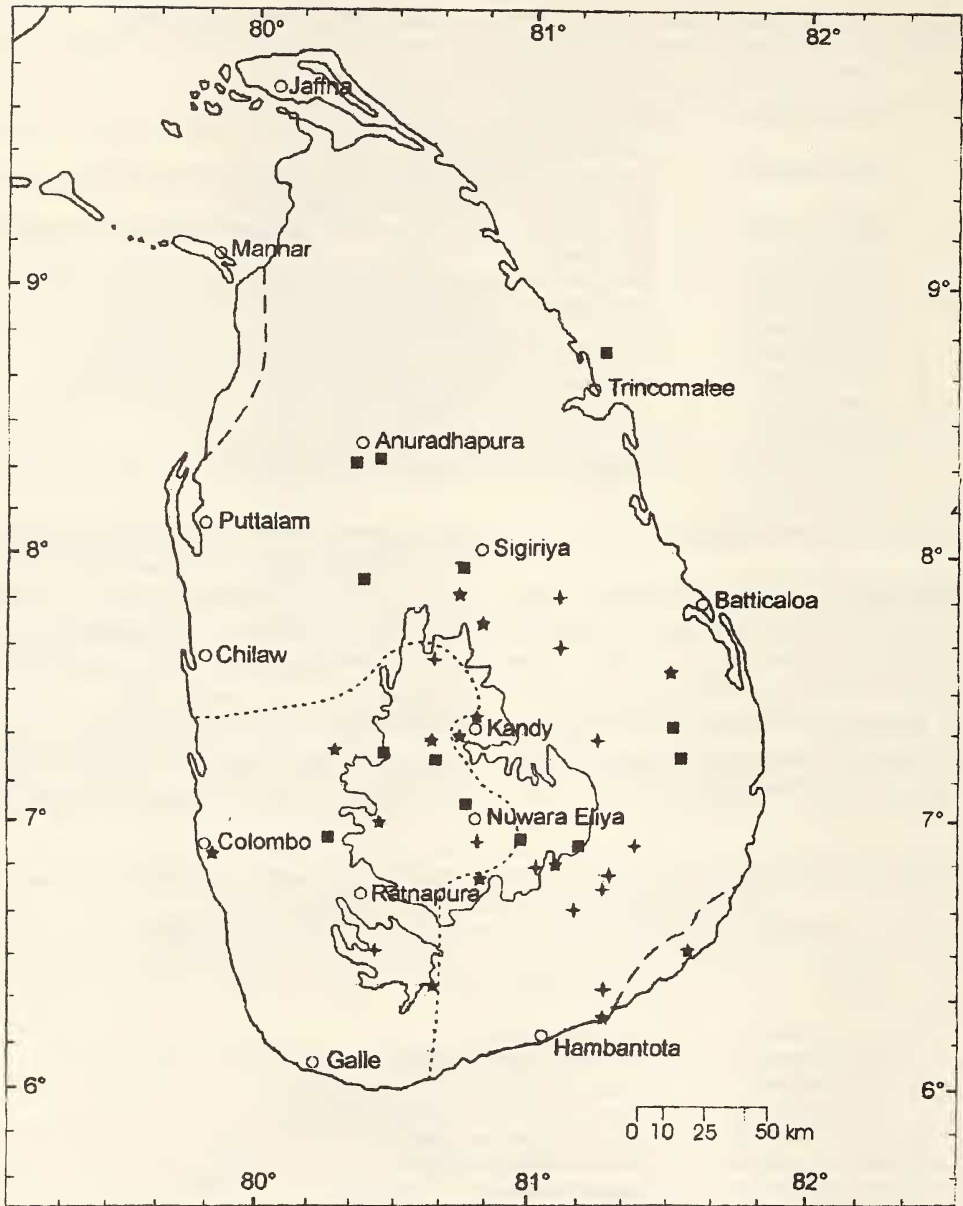 80° 81° 82°
Jaffna
Mannar
9° 9°
Trincomalee
Anuradhapura
Puttalam
8° Sigiriya 8°
Batticaloa
Chilaw
Kandy
7° Nuwara Eliya 7°
Colombo
Ratnapura
Hambantota
Galle
6° 6°
0 10 25 50 km
80° 81° 82°